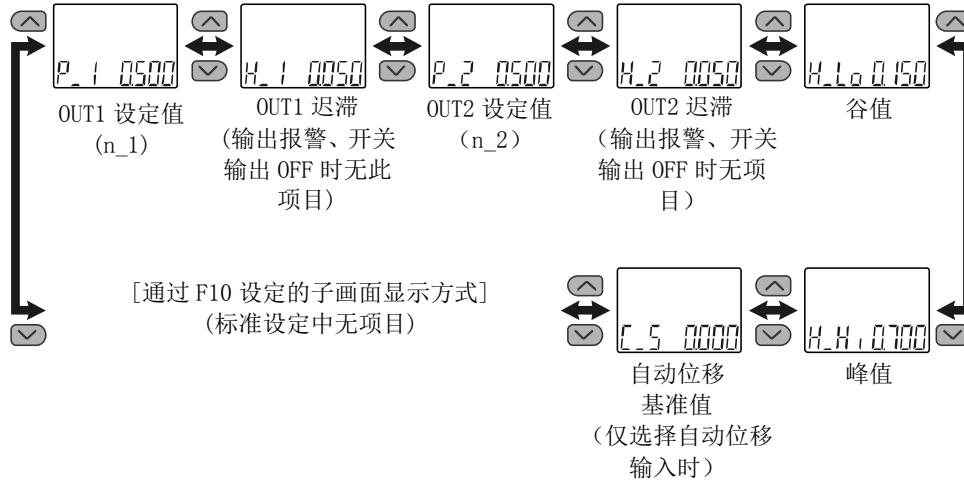 P_1 0.500
H_1 0.050
P_2 0.500
H_2 0.050
H_Lo 0.150
OUT1 设定值
(n_1)
OUT1 迟滞
(输出报警、开关
输出 OFF 时无此
项目)
OUT2 设定值
（n_2）
OUT2 迟滞
（输出报警、开关
输出 OFF 时无项
目）
谷值
[通过 F10 设定的子画面显示方式]
(标准设定中无项目)
C_S 0.000
H_Hi 0.700
自动位移
基准值
（仅选择自动位移
输入时）
峰值